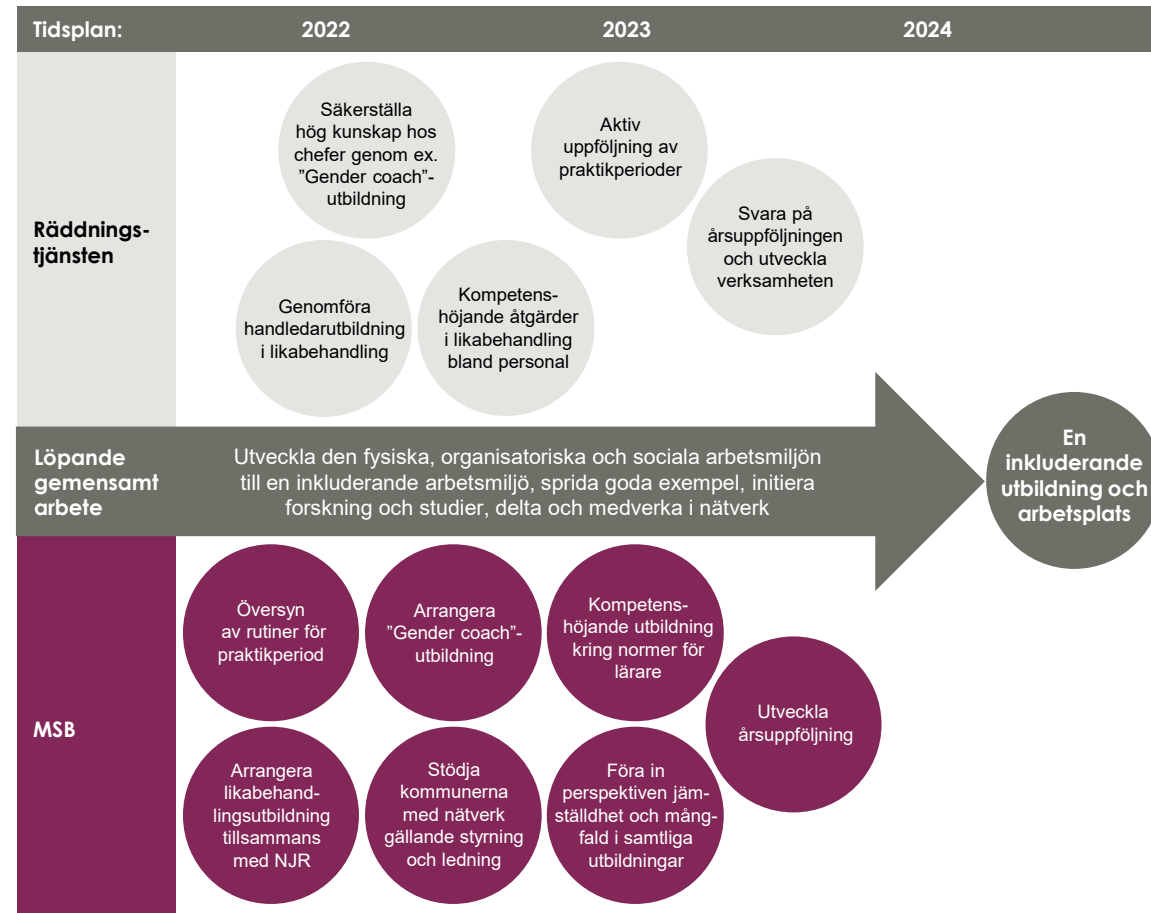 Tidsplan: 2022 2023 2024
Räddnings-
tjänsten
Säkerställa
hög kunskap hos
chefer genom ex.
”Gender coach”-
utbildning
Aktiv
uppföljning av
praktikperioder
Svara på
årsuppföljningen
och utveckla
verksamheten
Genomföra
handledarutbildning
i likabehandling
Kompetens-
höjande åtgärder
i likabehandling
bland personal
Löpande
gemensamt
arbete
Utveckla den fysiska, organisatoriska och sociala arbetsmiljön
till en inkluderande arbetsmiljö, sprida goda exempel, initiera
forskning och studier, delta och medverka i nätverk
En
inkluderande
utbildning och
arbetsplats
MSB
Översyn
av rutiner för
praktikperiod
Arrangera
”Gender coach”-
utbildning
Kompetens-
höjande utbildning
kring normer för
lärare
Utveckla
årsuppföljning
Arrangera
likabehand-
lingsutbildning
tillsammans
med NJR
Stödja
kommunerna
med nätverk
gällande styrning
och ledning
Föra in
perspektiven jäm-
ställdhet och mång-
fald i samtliga
utbildningar